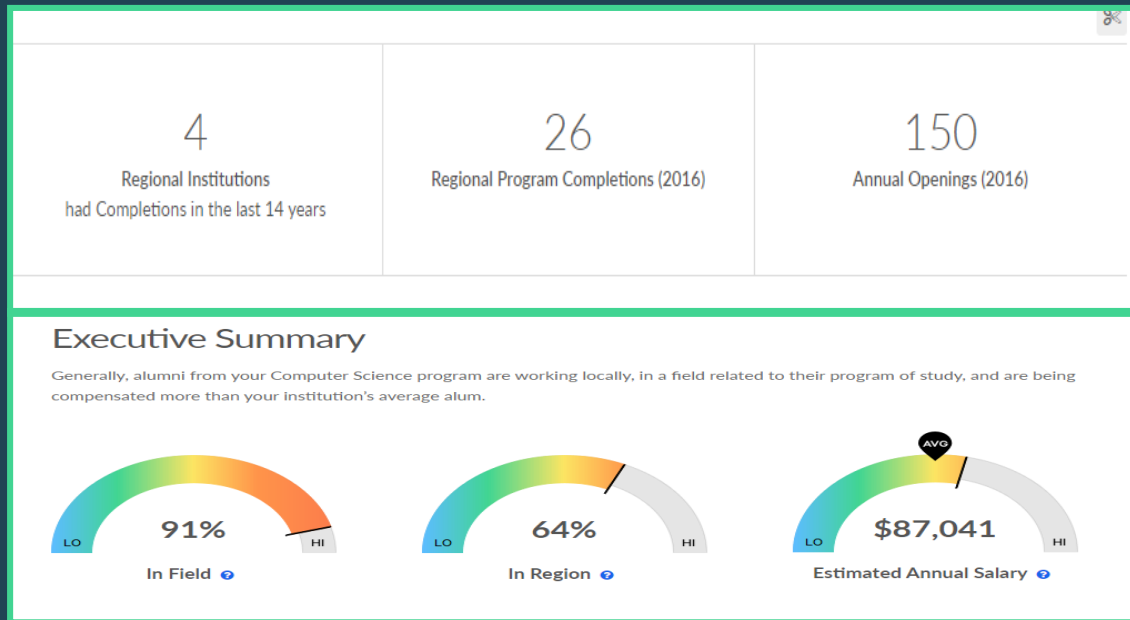 4
Regional Institutions
had Completions in the last 14 years
26
Regional Program Completions (2016)
150
Annual Openings (2016)
Executive Summary
Generally, alumni from your Computer Science program are working locally, in a field related to their program of study, and are being
compensated more than your institution's average alum.
LO
91%
HI
In Field ?
LO
64%
HI
In Region ?
AVG
LO
$87,041
HI
Estimated Annual Salary ?